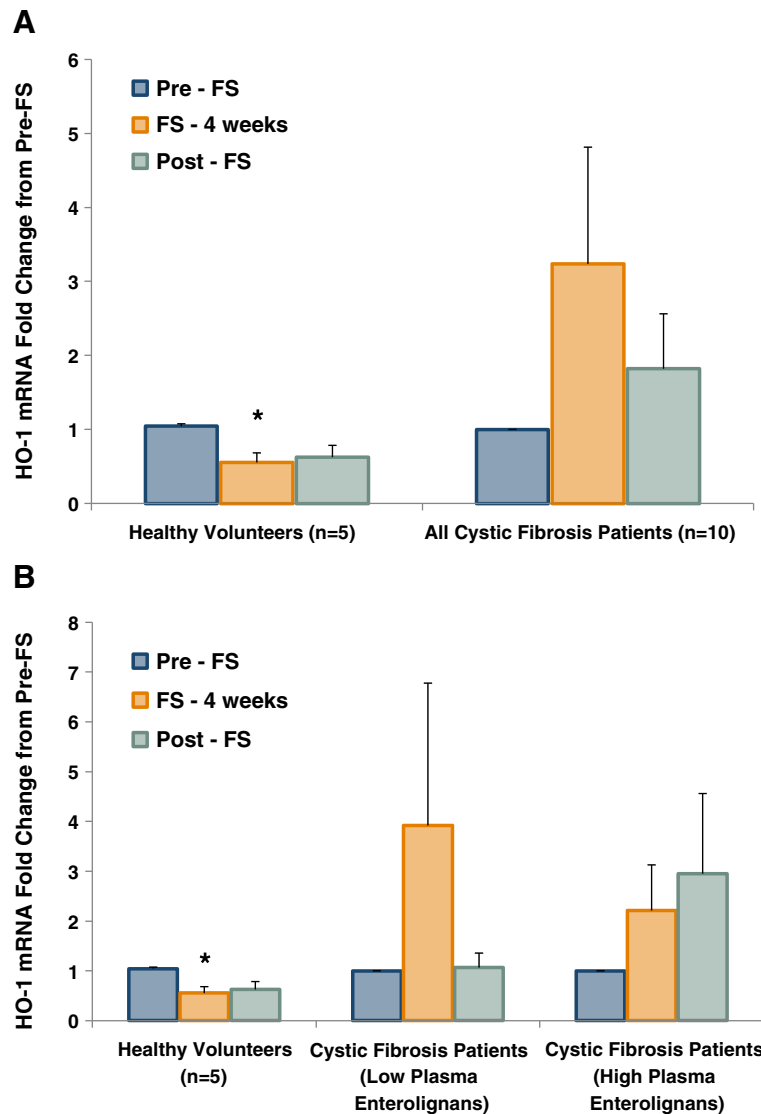 A
HO-1 mRNA Fold Change from Pre-FS
6
5
4
3
2
1
0
Pre - FS
FS - 4 weeks
Post - FS
*
Healthy Volunteers (n=5)
All Cystic Fibrosis Patients (n=10)
B
HO-1 mRNA Fold Change from Pre-FS
8
7
6
5
4
3
2
1
0
Pre - FS
FS - 4 weeks
Post - FS
*
Healthy Volunteers
(n=5)
Cystic Fibrosis Patients
(Low Plasma
Enterolignans)
Cystic Fibrosis Patients
(High Plasma
Enterolignans)